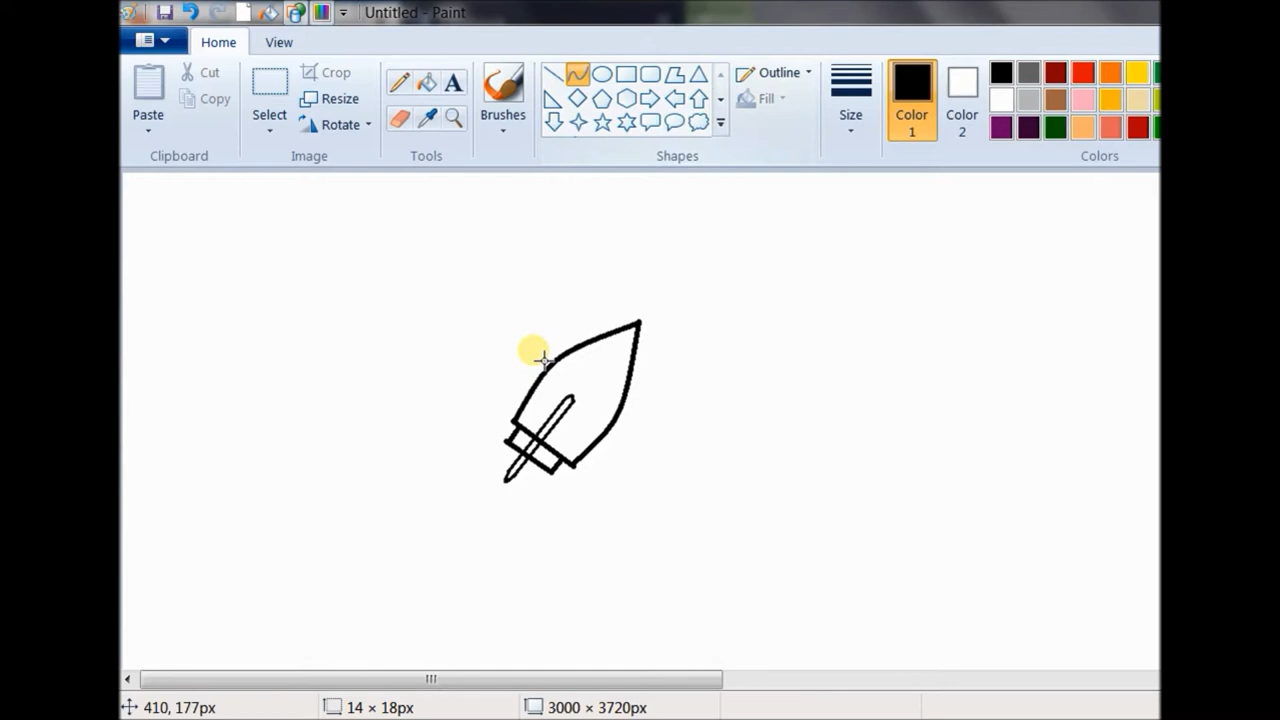 Untitled - Paint
Home View
Cut
Copy
Paste
Clipboard
Select
Crop
Resize
Rotate
Image
Tools
Brushes
Shapes
Outline
Fill
Size
Color 1
Color 2
Colors
410, 177px
14 × 18px
3000 × 3720px